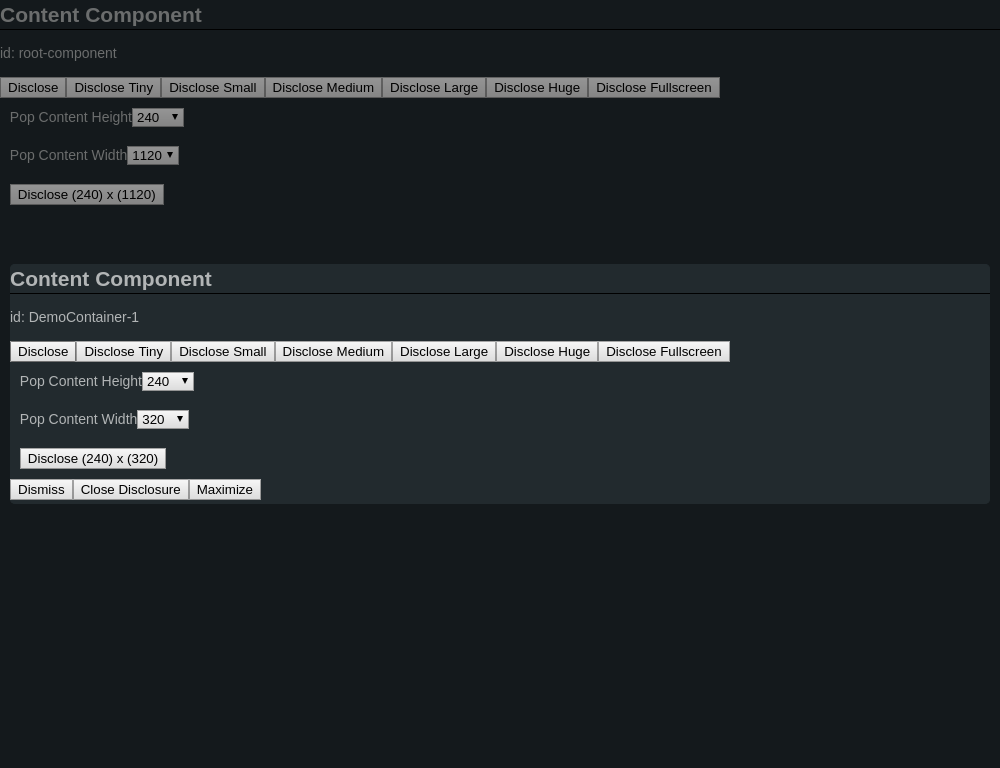 Content Component
id: root-component
Disclose Disclose Tiny Disclose Small Disclose Medium Disclose Large Disclose Huge Disclose Fullscreen
Pop Content Height 240
Pop Content Width 1120
Disclose (240) x (1120)
Content Component
id: DemoContainer-1
Disclose Disclose Tiny Disclose Small Disclose Medium Disclose Large Disclose Huge Disclose Fullscreen
Pop Content Height 240
Pop Content Width 320
Disclose (240) x (320)
Dismiss Close Disclosure Maximize